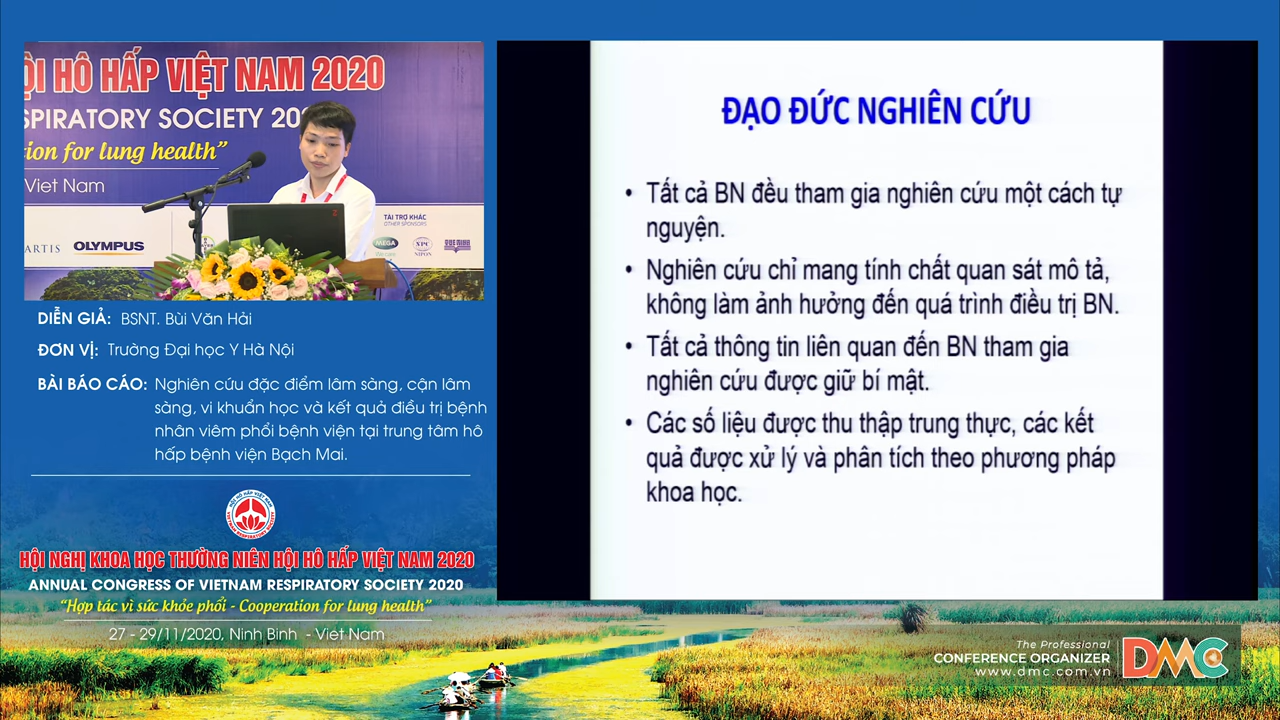 ỘI HÔ HẤP VIỆT NAM 2020
SPIRATORY SOCIETY 20
tion for lung health”
Viet Nam
ARTIS
OLYMPUS
TÀI TRỢ KHÁC
OTHER SPONSORS
MEGA
NIPON
DIỄN GIẢ: BSNT. Bùi Văn Hải
ĐƠN VỊ: Trường Đại học Y Hà Nội
BÀI BÁO CÁO: Nghiên cứu đặc điểm lâm sàng, cận lâm
sàng, vi khuẩn học và kết quả điều trị bệnh
nhân viêm phổi bệnh viện tại trung tâm hô
hấp bệnh viện Bạch Mai.
HỘI NGHỊ KHOA HỌC THƯỜNG NIÊN HỘI HÔ HẤP VIỆT NAM 2020
ANNUAL CONGRESS OF VIETNAM RESPIRATORY SOCIETY 2020
“Hợp tác vì sức khỏe phổi - Cooperation for lung health”
27 - 29/11/2020, Ninh Binh - Viet Nam
ĐẠO ĐỨC NGHIÊN CỨU
• Tất cả BN đều tham gia nghiên cứu một cách tự
nguyện.
• Nghiên cứu chỉ mang tính chất quan sát mô tả,
không làm ảnh hưởng đến quá trình điều trị BN.
• Tất cả thông tin liên quan đến BN tham gia
nghiên cứu được giữ bí mật.
• Các số liệu được thu thập trung thực, các kết
quả được xử lý và phân tích theo phương pháp
khoa học.
The Professional
CONFERENCE ORGANIZER
www.dmc.com.vn
DMC